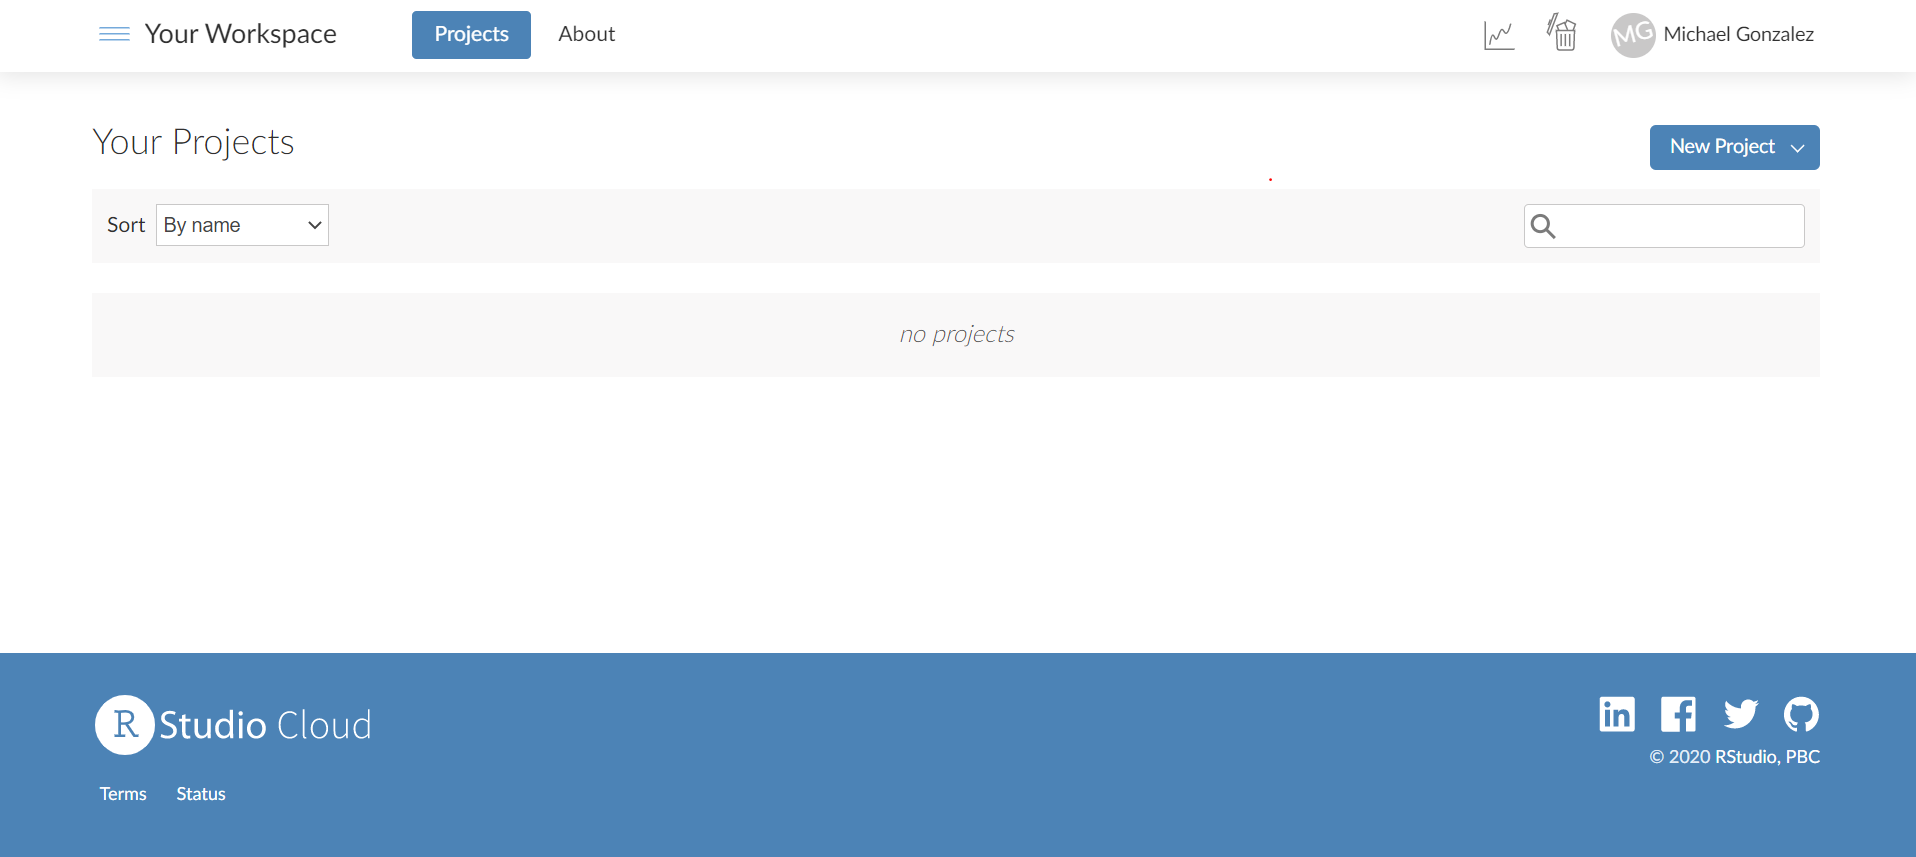 Your Workspace Projects About MG Michael Gonzalez
Your Projects
New Project
Sort By name
no projects
R Studio Cloud
© 2020 RStudio, PBC
Terms Status